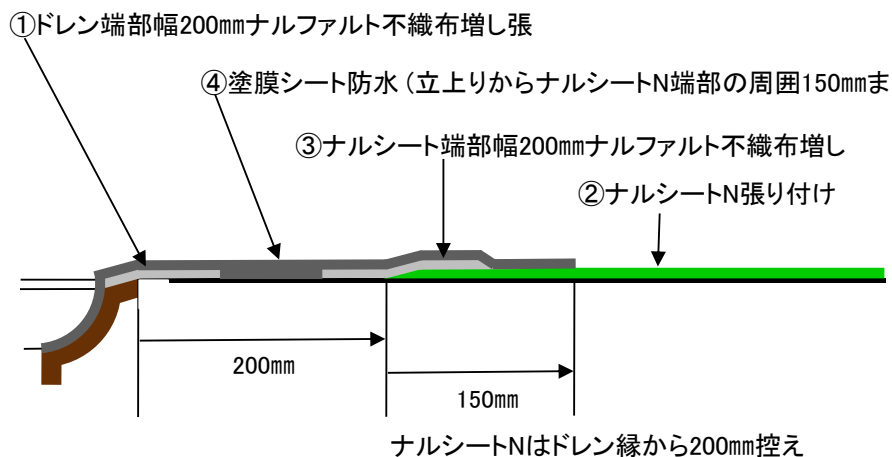 ①ドレン端部幅200㎜ナルファルト不織布増し張
④塗膜シート防水（立上りからナルシートN端部の周囲150㎜ま
③ナルシート端部幅200㎜ナルファルト不織布増し
②ナルシートN張り付け
200㎜
150㎜
ナルシートNはドレン縁から200㎜控え